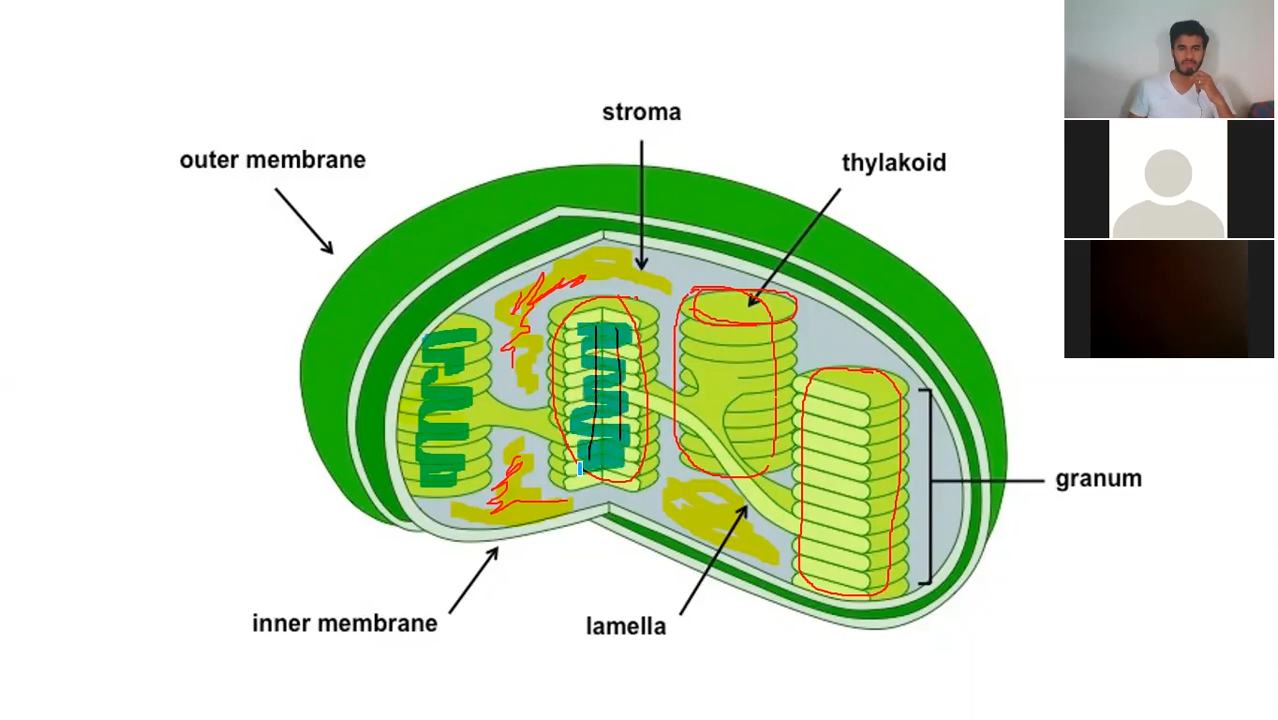 stroma
outer membrane
thylakoid
granum
inner membrane
lamella